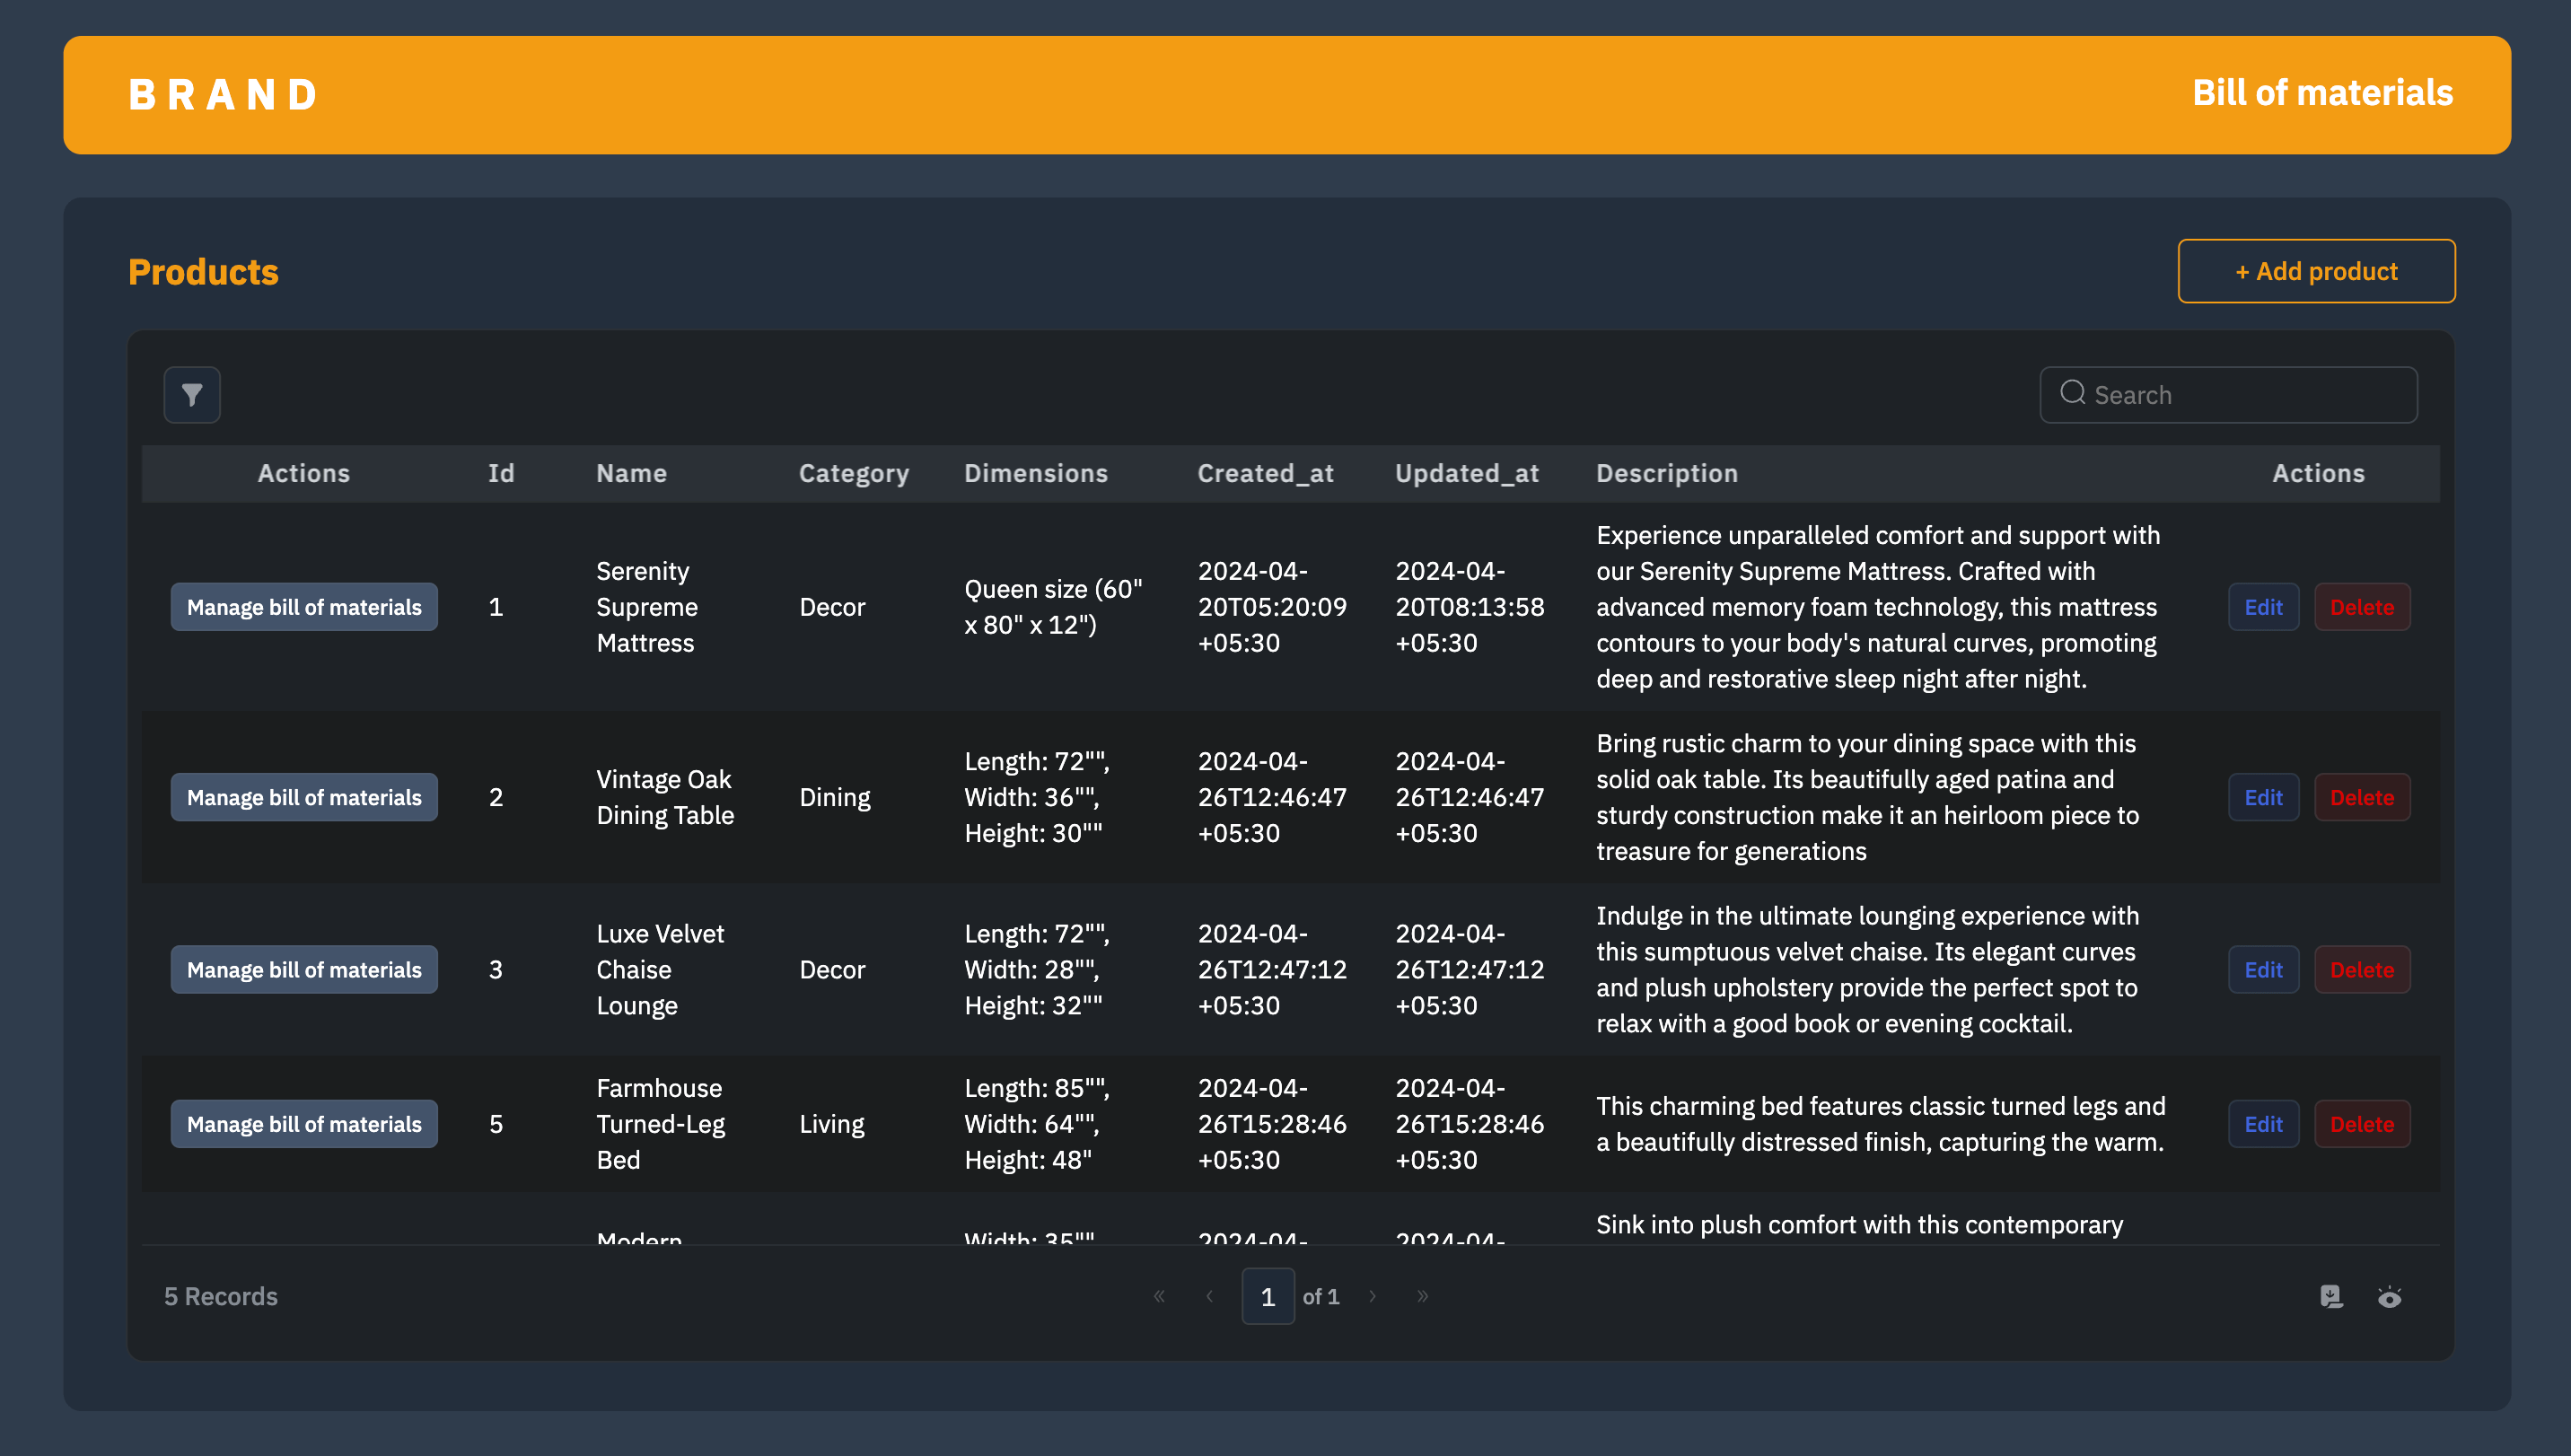 BRAND
Bill of materials
Products
+ Add product
Search
Actions Id Name Category Dimensions Created_at Updated_at Description Actions
Manage bill of materials
1
Serenity
Supreme
Mattress
Decor
Queen size (60"
x 80" x 12")
2024-04-
20T05:20:09
+05:30
2024-04-
20T08:13:58
+05:30
Experience unparalleled comfort and support with
our Serenity Supreme Mattress. Crafted with
advanced memory foam technology, this mattress
contours to your body's natural curves, promoting
deep and restorative sleep night after night.
Edit
Delete
Manage bill of materials
2
Vintage Oak
Dining Table
Dining
Length: 72"",
Width: 36"",
Height: 30""
2024-04-
26T12:46:47
+05:30
2024-04-
26T12:46:47
+05:30
Bring rustic charm to your dining space with this
solid oak table. Its beautifully aged patina and
sturdy construction make it an heirloom piece to
treasure for generations
Edit
Delete
Manage bill of materials
3
Luxe Velvet
Chaise
Lounge
Decor
Length: 72"",
Width: 28"",
Height: 32""
2024-04-
26T12:47:12
+05:30
2024-04-
26T12:47:12
+05:30
Indulge in the ultimate lounging experience with
this sumptuous velvet chaise. Its elegant curves
and plush upholstery provide the perfect spot to
relax with a good book or evening cocktail.
Edit
Delete
Manage bill of materials
5
Farmhouse
Turned-Leg
Bed
Living
Length: 85"",
Width: 64"",
Height: 48"
2024-04-
26T15:28:46
+05:30
2024-04-
26T15:28:46
+05:30
This charming bed features classic turned legs and
a beautifully distressed finish, capturing the warm.
Edit
Delete
Modern
Width: 35""
2024-04-
2024-04-
Sink into plush comfort with this contemporary
5 Records
« ‹ 1 of 1 › »